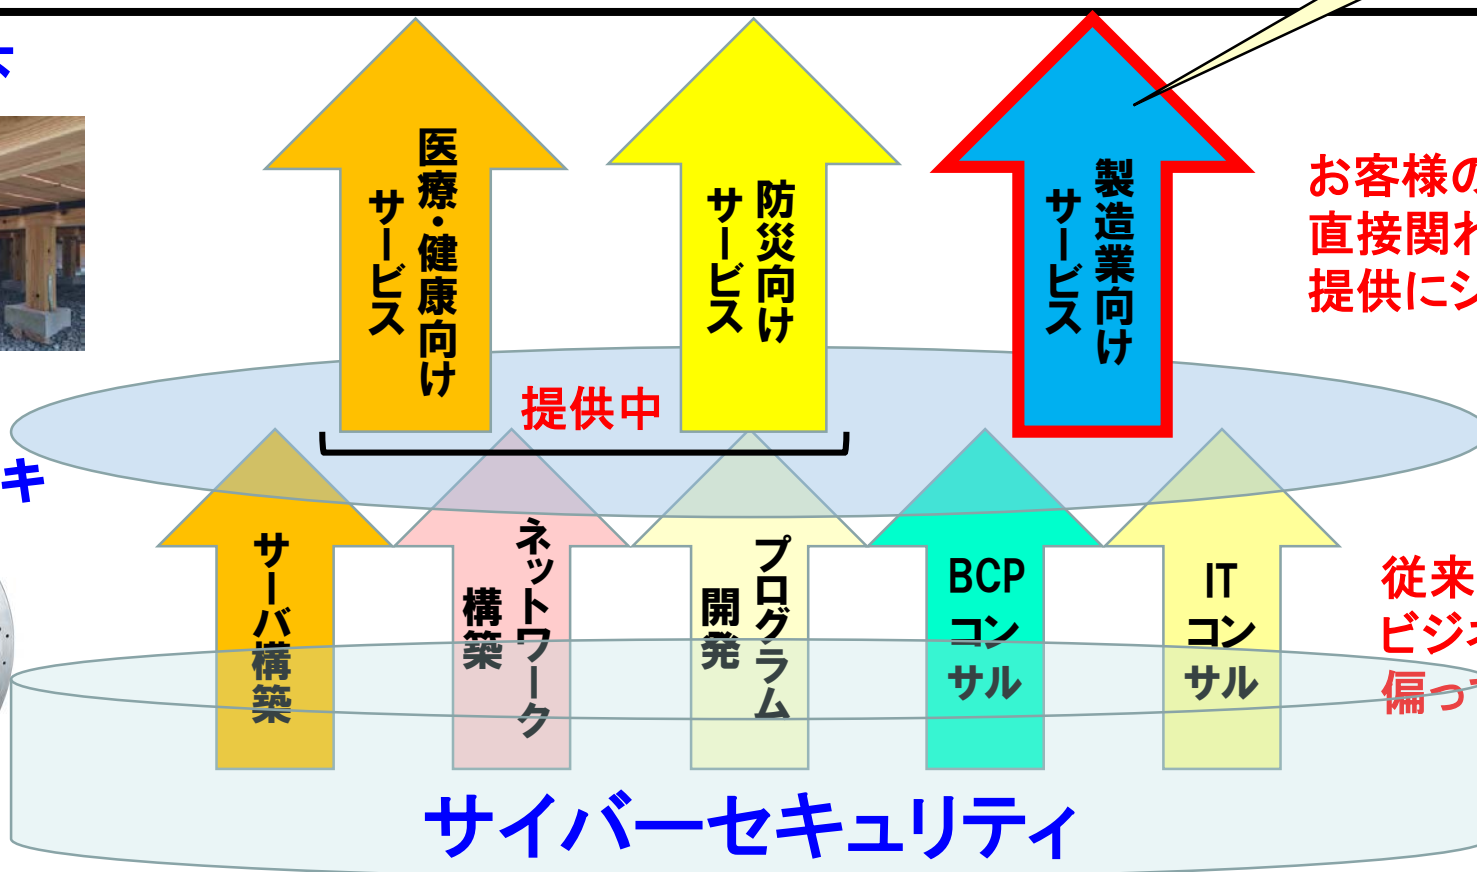 医療・健康向け
サービス
防災向け
サービス
製造業向け
サービス
お客様の
直接関
提供にシ
提供中
キ
サーバ構築
ネットワーク
構築
プログラム
開発
BCP
コン
サル
IT
コン
サル
従来
ビジネ
偏っ
サイバーセキュリティ